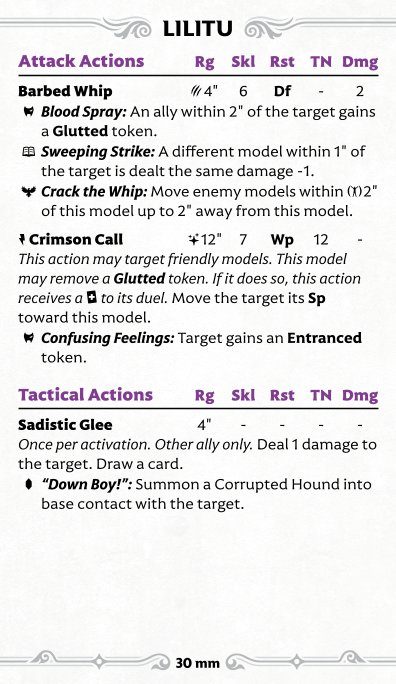 LILITU
Attack Actions Rg Skl Rst TN Dmg
Barbed Whip 4" 6 Df - 2
Blood Spray: An ally within 2" of the target gains
a Glutted token.
Sweeping Strike: A different model within 1" of
the target is dealt the same damage -1.
Crack the Whip: Move enemy models within 2"
of this model up to 2" away from this model.
Crimson Call 12" 7 Wp 12 -
This action may target friendly models. This model
may remove a Glutted token. If it does so, this action
receives a to its duel. Move the target its Sp
toward this model.
Confusing Feelings: Target gains an Entranced
token.
Tactical Actions Rg Skl Rst TN Dmg
Sadistic Glee 4" - - - -
Once per activation. Other ally only. Deal 1 damage to
the target. Draw a card.
"Down Boy!": Summon a Corrupted Hound into
base contact with the target.
30 mm